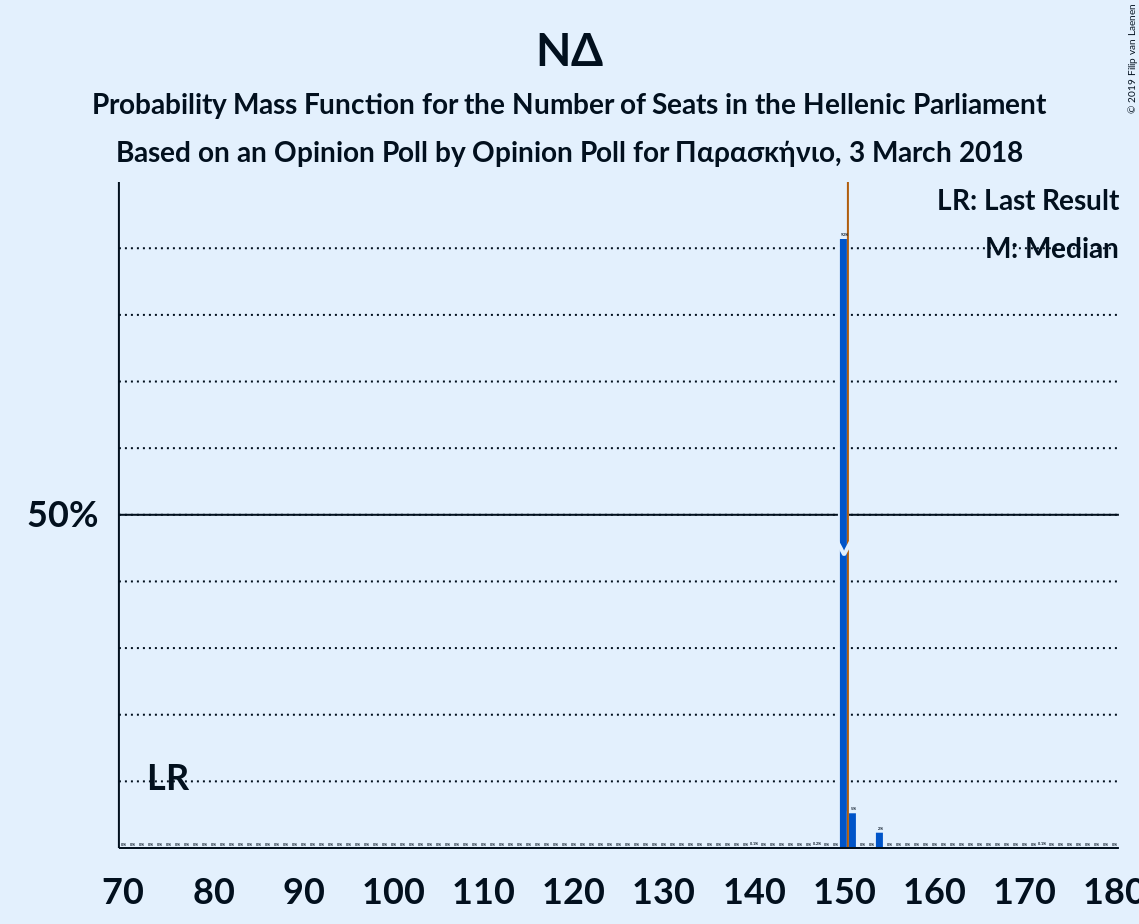 ΝΔ
Probability Mass Function for the Number of Seats in the Hellenic Parliament
Based on an Opinion Poll by Opinion Poll for Παρασκήνιο, 3 March 2018
© 2019 Filip van Laenen
LR: Last Result
M: Median
50%
LR
70 80 90 100 110 120 130 140 150 160 170 180